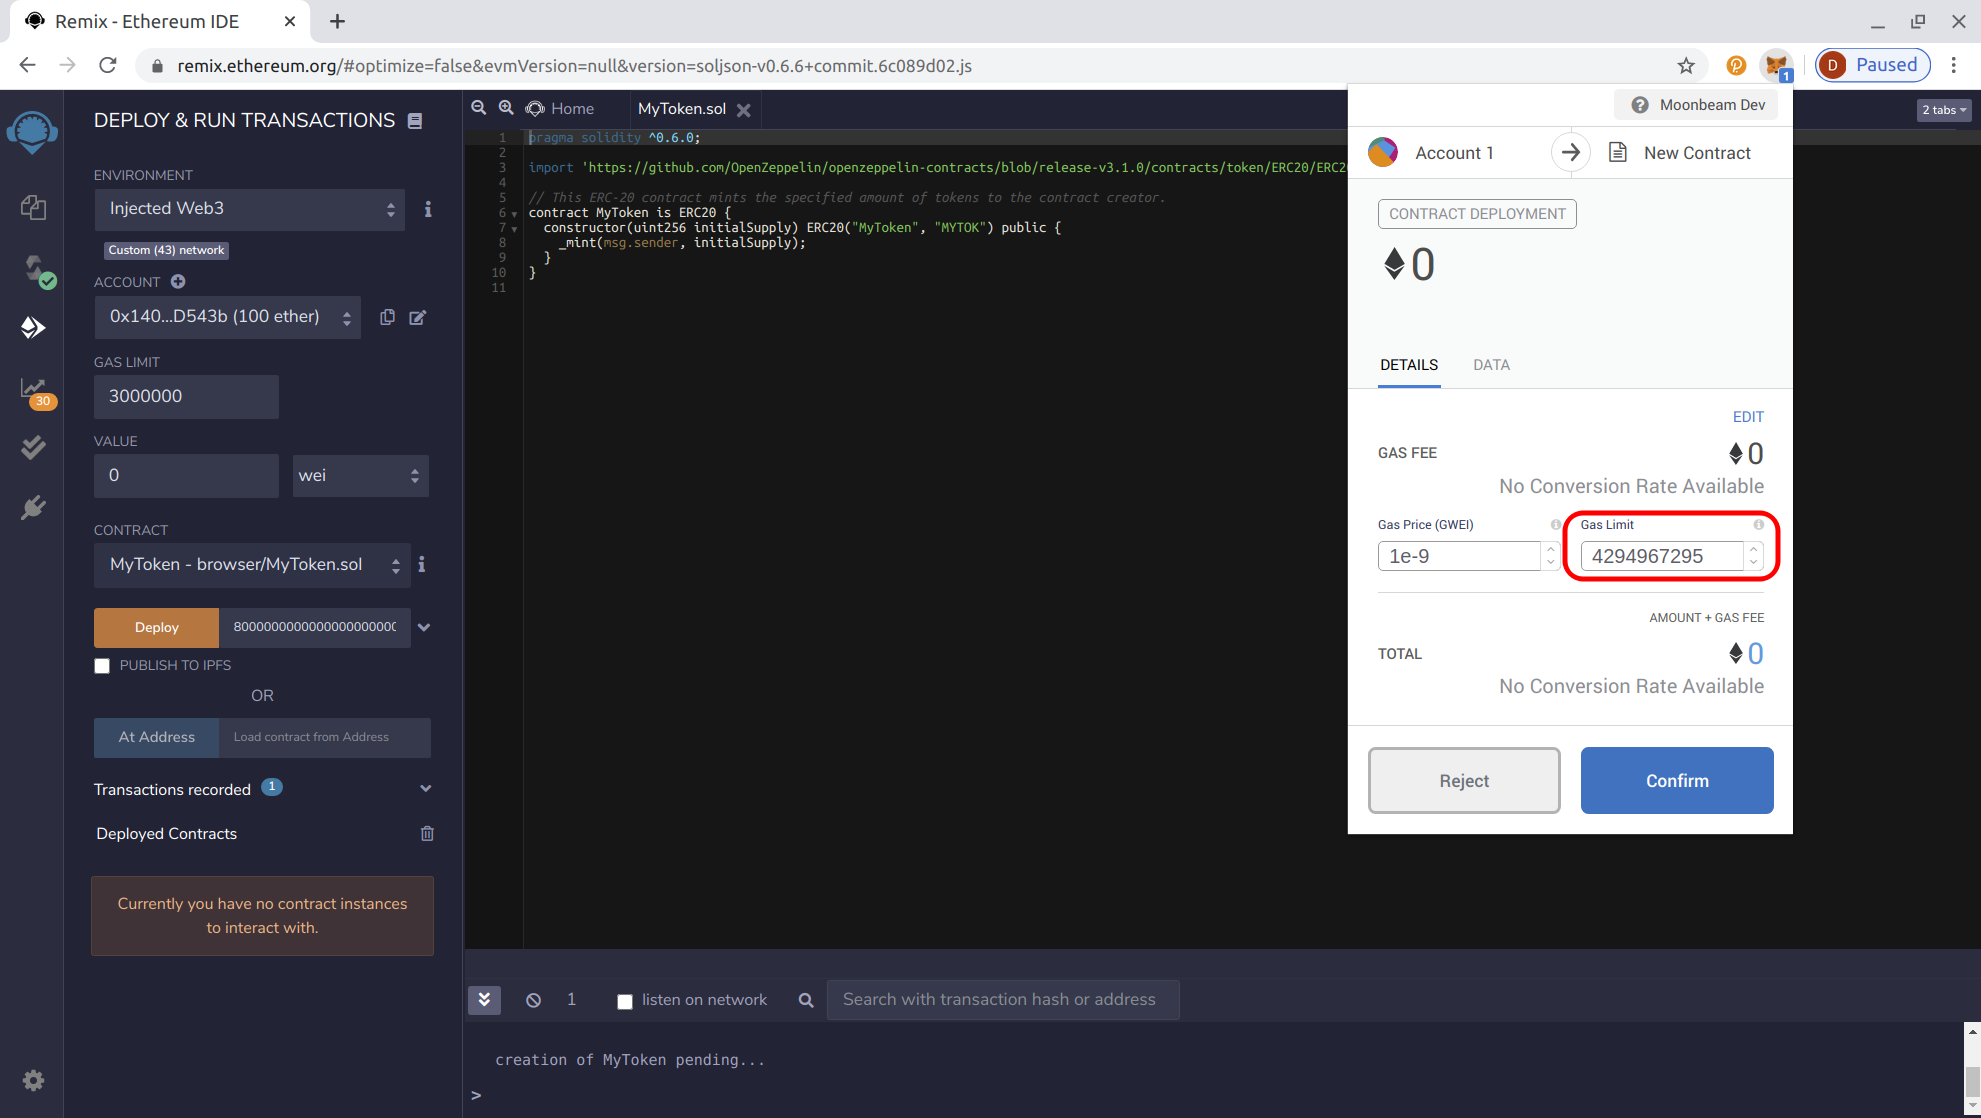 Remix - Ethereum IDE
remix.ethereum.org/#optimize=false&evmVersion=null&version=soljson-v0.6.6+commit.6c089d02.js
1
D Paused
DEPLOY & RUN TRANSACTIONS
ENVIRONMENT
Injected Web3
Custom (43) network
ACCOUNT
0x140...D543b (100 ether)
GAS LIMIT
3000000
30
VALUE
0
wei
CONTRACT
MyToken - browser/MyToken.sol
Deploy
PUBLISH TO IPFS
OR
At Address
Load contract from Address
Transactions recorded 1
Deployed Contracts
Currently you have no contract instances
to interact with.
Home
MyToken.sol
2 tabs
1 pragma solidity ^0.6.0;
2
3 import 'https://github.com/OpenZeppelin/openzeppelin-contracts/blob/release-v3.1.0/contracts/token/ERC20/ERC2
4
5 // This ERC-20 contract mints the specified amount of tokens to the contract creator.
6 contract MyToken is ERC20 {
7 constructor(uint256 initialSupply) ERC20("MyToken", "MYTOK") public {
8 _mint(msg.sender, initialSupply);
9 }
10 }
11
Moonbeam Dev
Account 1
New Contract
CONTRACT DEPLOYMENT
0
DETAILS
DATA
EDIT
GAS FEE
0
No Conversion Rate Available
Gas Price (GWEI)
Gas Limit
1e-9
4294967295
AMOUNT + GAS FEE
TOTAL
0
No Conversion Rate Available
Reject
Confirm
1
listen on network
Search with transaction hash or address
creation of MyToken pending...
>